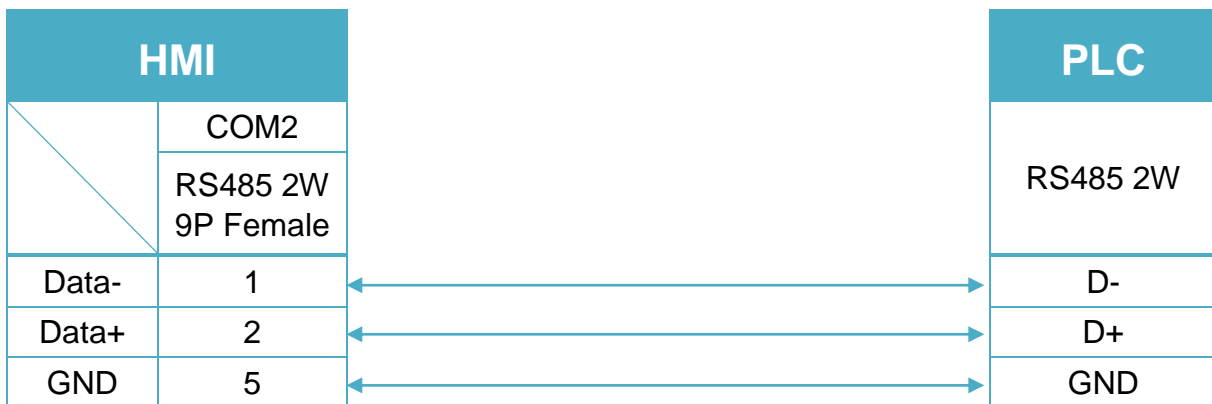 HMI
PLC
COM2
RS485 2W
9P Female
RS485 2W
Data- 1 D-
Data+ 2 D+
GND 5 GND